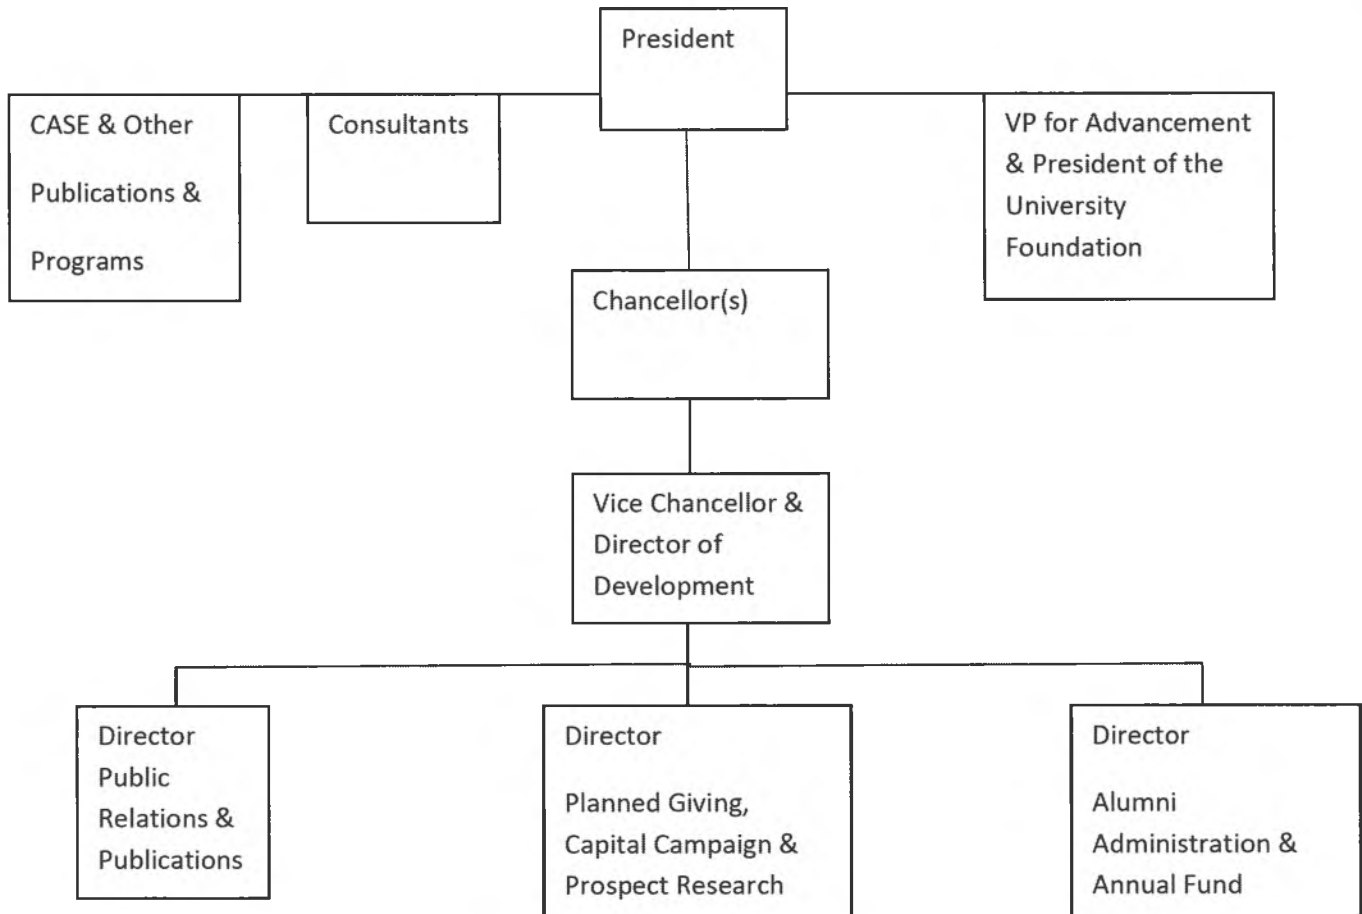 President
CASE & Other
Publications &
Programs
Consultants
VP for Advancement
& President of the
University
Foundation
Chancellor(s)
Vice Chancellor &
Director of
Development
Director
Public
Relations &
Publications
Director
Planned Giving,
Capital Campaign &
Prospect Research
Director
Alumni
Administration &
Annual Fund